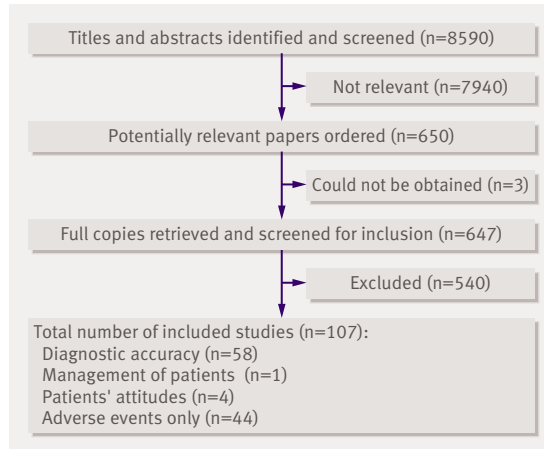 Titles and abstracts identified and screened (n=8590)
Not relevant (n=7940)
Potentially relevant papers ordered (n=650)
Could not be obtained (n=3)
Full copies retrieved and screened for inclusion (n=647)
Excluded (n=540)
Total number of included studies (n=107):
Diagnostic accuracy (n=58)
Management of patients (n=1)
Patients' attitudes (n=4)
Adverse events only (n=44)